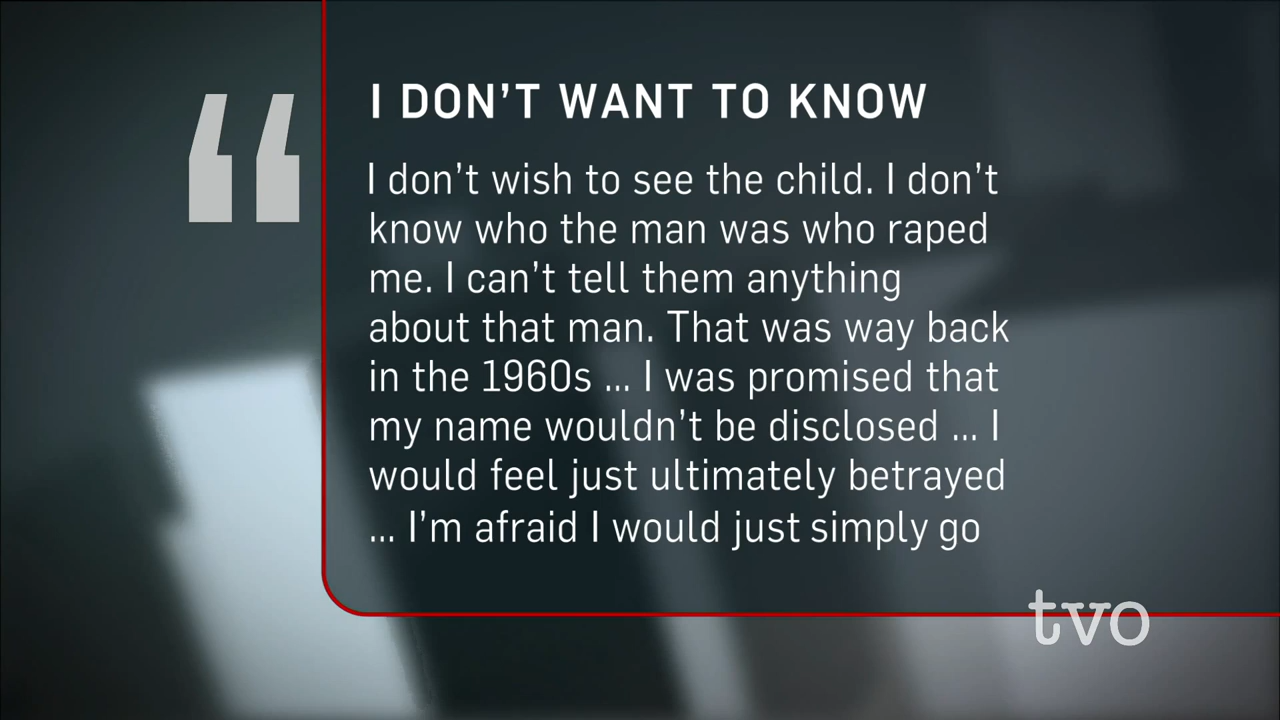 “
I DON’T WANT TO KNOW
I don’t wish to see the child. I don’t
know who the man was who raped
me. I can’t tell them anything
about that man. That was way back
in the 1960s ... I was promised that
my name wouldn’t be disclosed ... I
would feel just ultimately betrayed
... I’m afraid I would just simply go
tvo